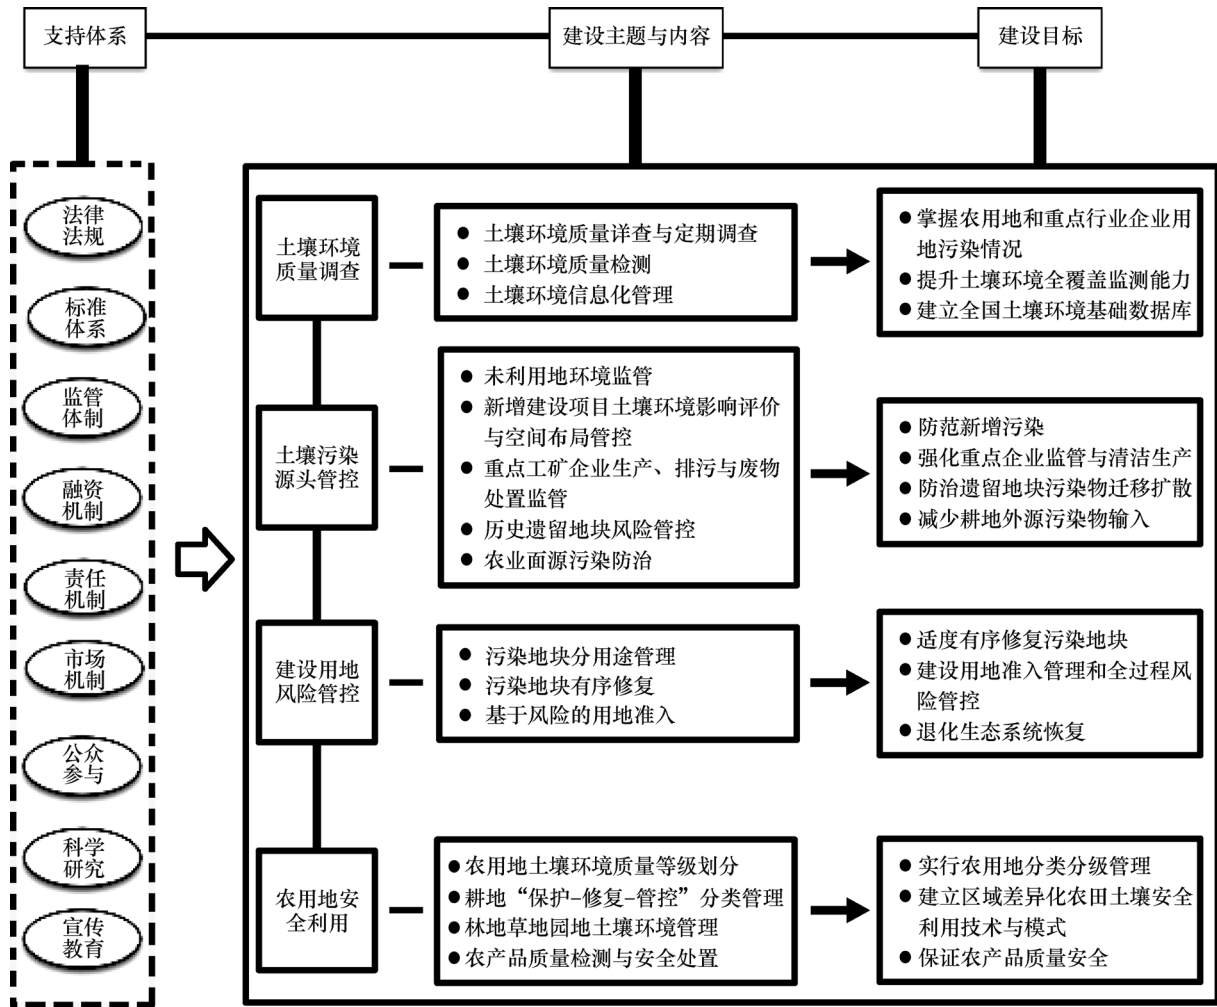 支持体系
建设主题与内容
建设目标
法律
法规
标准
体系
监管
体制
融资
机制
责任
机制
市场
机制
公众
参与
科学
研究
宣传
教育
土壤环境
质量调查
● 土壤环境质量详查与定期调查
● 土壤环境质量检测
● 土壤环境信息化管理
● 掌握农用地和重点行业企业用
地污染情况
● 提升土壤环境全覆盖监测能力
● 建立全国土壤环境基础数据库
土壤污染
源头管控
● 未利用地环境监管
● 新增建设项目土壤环境影响评价
与空间布局管控
● 重点工矿企业生产、排污与废物
处置监管
● 历史遗留地块风险管控
● 农业面源污染防治
● 防范新增污染
● 强化重点企业监管与清洁生产
● 防治遗留地块污染物迁移扩散
● 减少耕地外源污染物输入
建设用地
风险管控
● 污染地块分用途管理
● 污染地块有序修复
● 基于风险的用地准入
● 适度有序修复污染地块
● 建设用地准入管理和全过程风
险管控
● 退化生态系统恢复
农用地安
全利用
● 农用地土壤环境质量等级划分
● 耕地“保护–修复–管控”分类管理
● 林地草地园地土壤环境管理
● 农产品质量检测与安全处置
● 实行农用地分类分级管理
● 建立区域差异化农田土壤安全
利用技术与模式
● 保证农产品质量安全